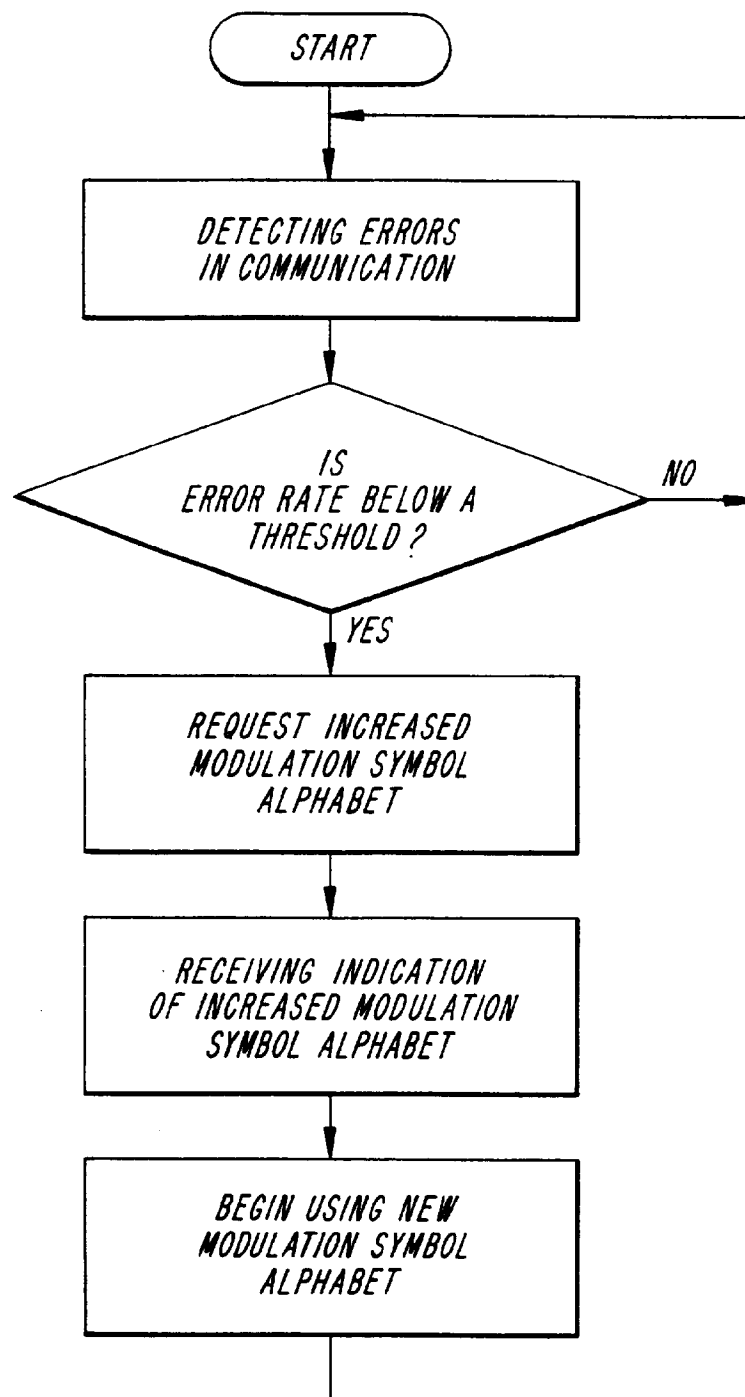 START
DETECTING ERRORS
IN COMMUNICATION
IS
ERROR RATE BELOW A
THRESHOLD?
NO
YES
REQUEST INCREASED
MODULATION SYMBOL
ALPHABET
RECEIVING INDICATION
OF INCREASED MODULATION
SYMBOL ALPHABET
BEGIN USING NEW
MODULATION SYMBOL
ALPHABET